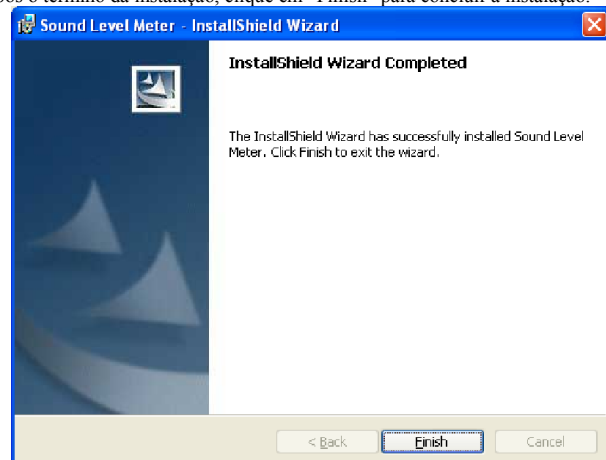 o término da instalação, clique em "Finish" para concluir a instalação.
Sound Level Meter - InstallShield Wizard
InstallShield Wizard Completed
The InstallShield Wizard has successfully installed Sound Level
Meter. Click Finish to exit the wizard.
< Back
Finish
Cancel